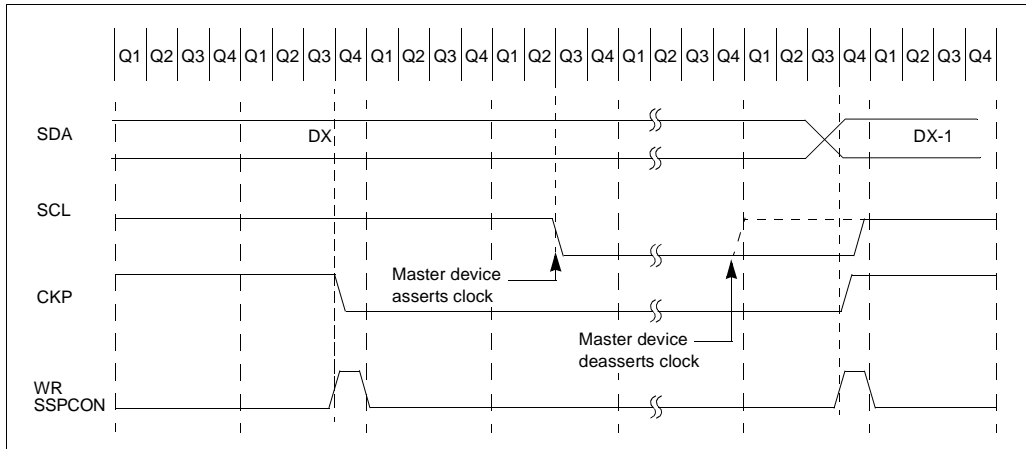 Q1 Q2 Q3 Q4 Q1 Q2 Q3 Q4 Q1 Q2 Q3 Q4 Q1 Q2 Q3 Q4 Q1 Q2 Q3 Q4 Q1 Q2 Q3 Q4 Q1 Q2 Q3 Q4
SDA
DX
DX-1
SCL
Master device
asserts clock
CKP
Master device
deasserts clock
WR
SSPCON